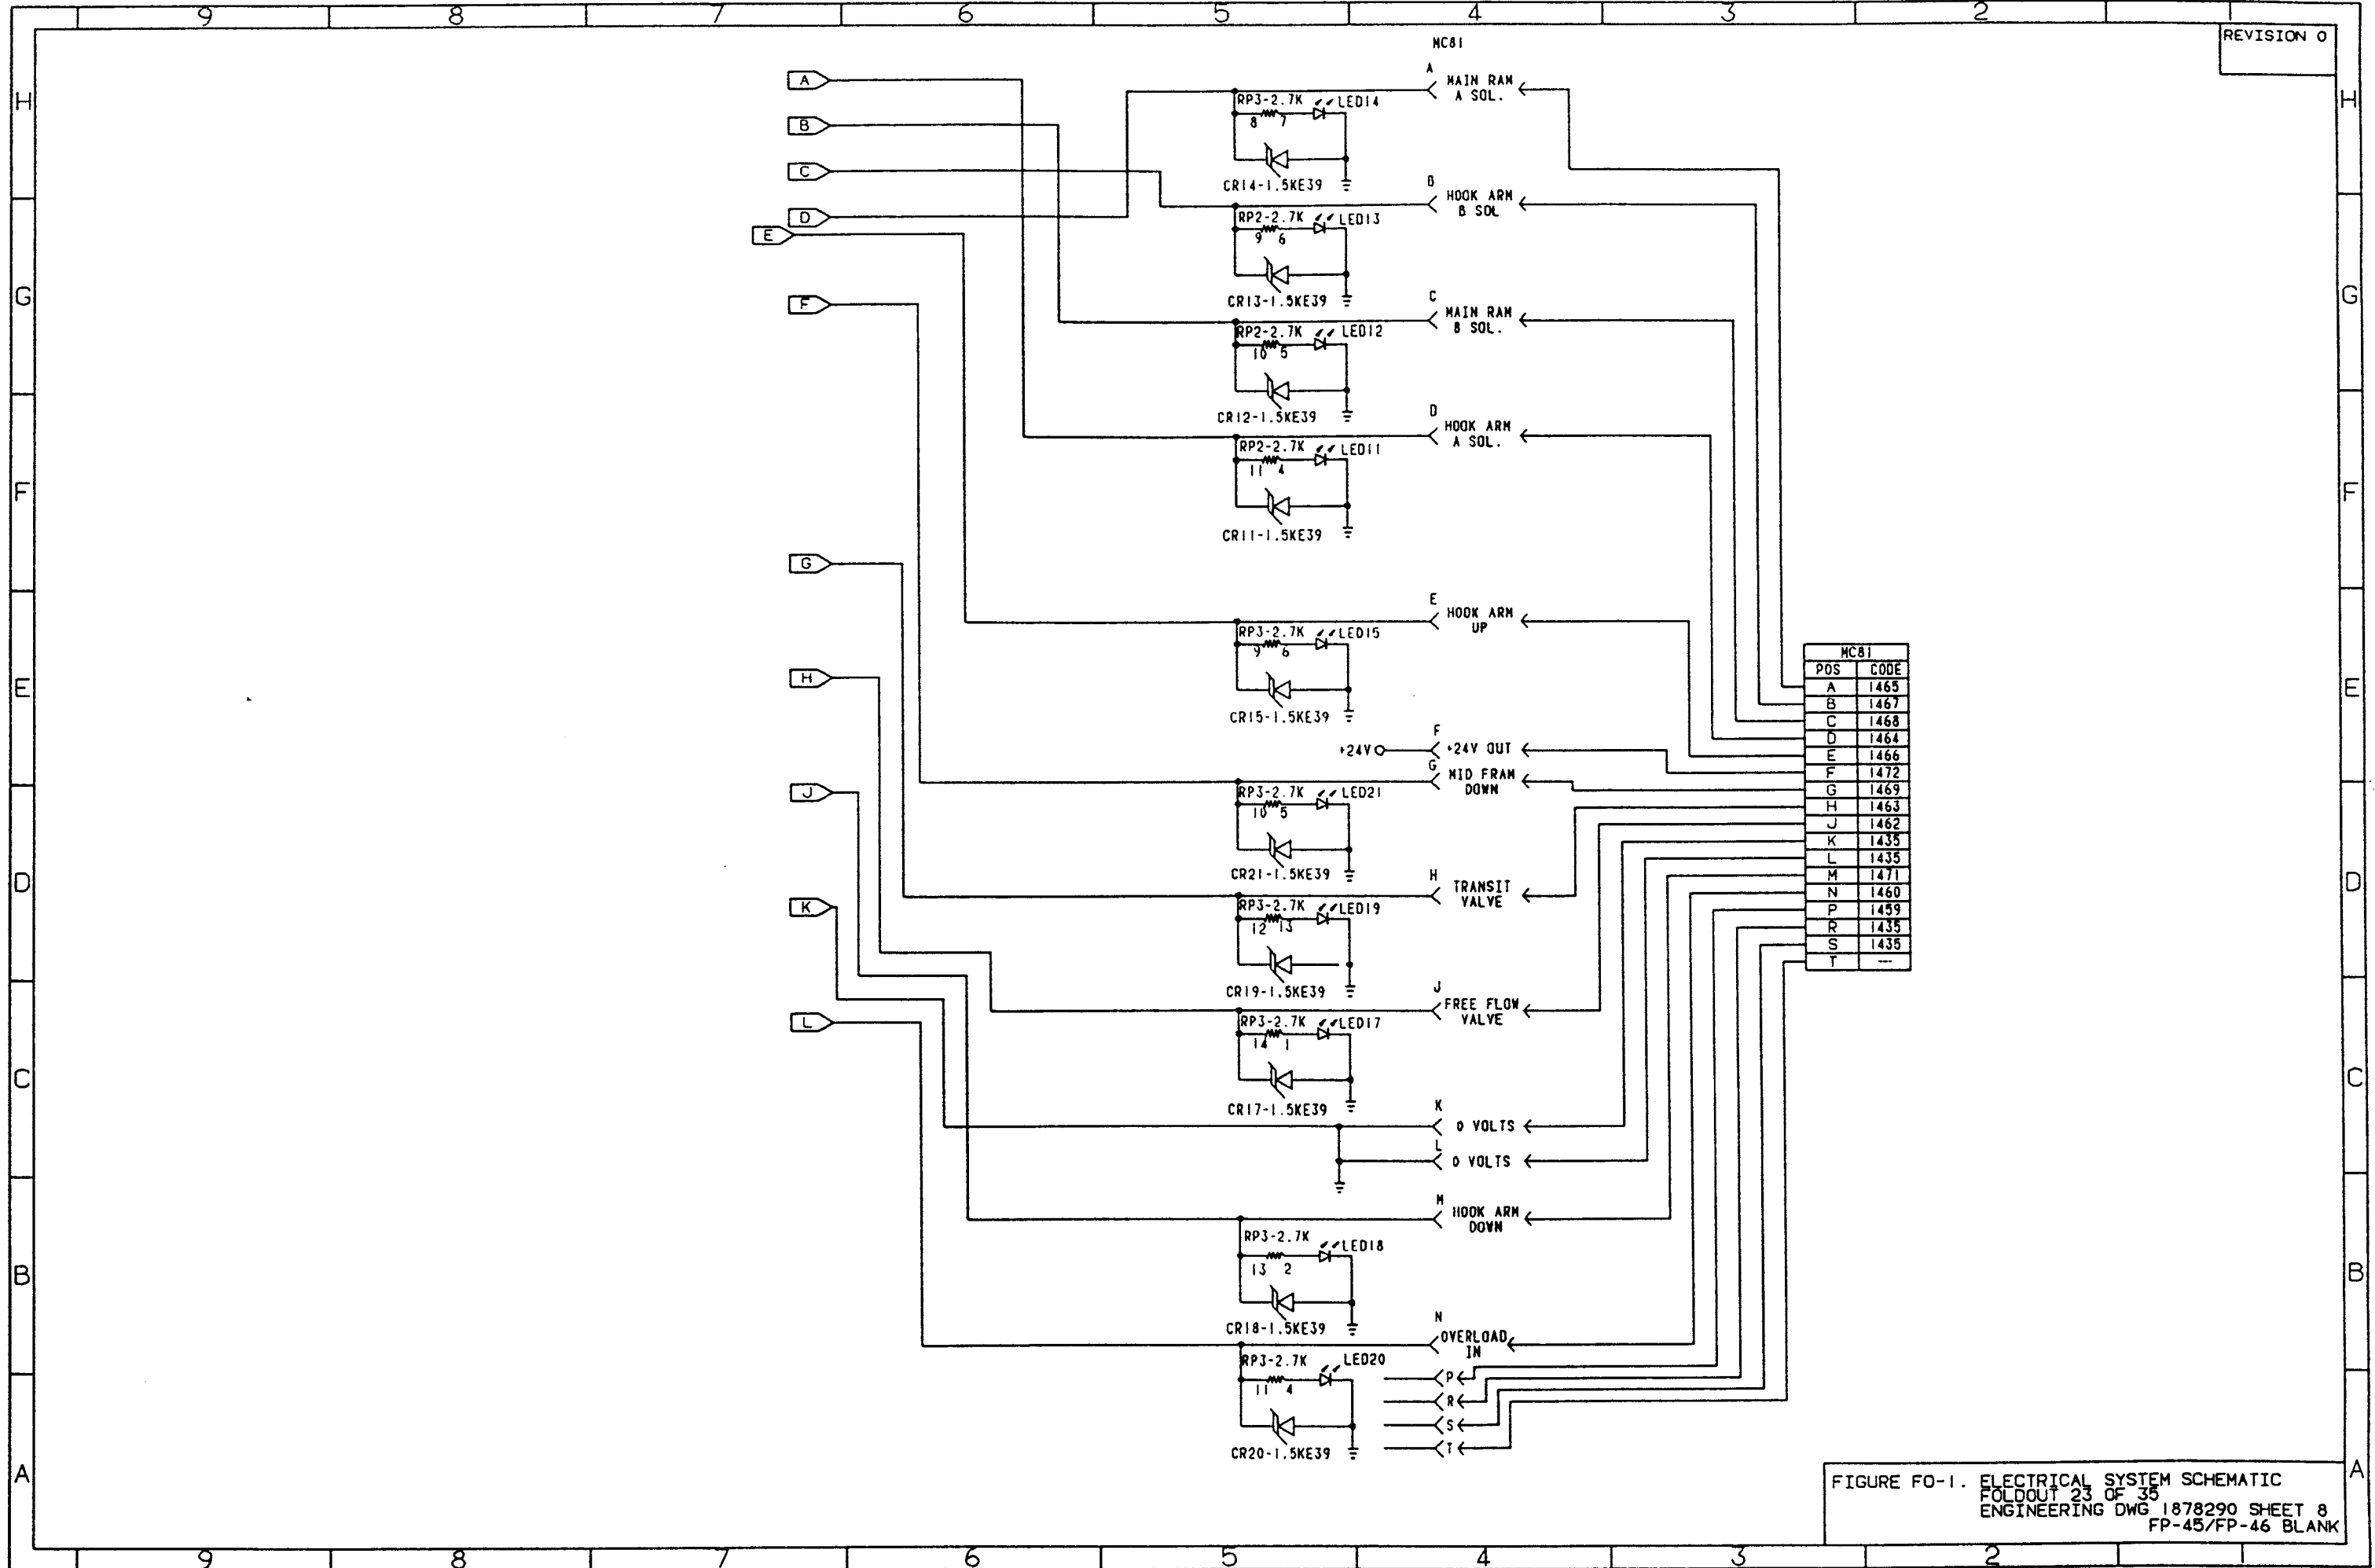 9 8 7 6 5 4 3 2
REVISION 0
H
G
F
E
D
C
B
A
A
B
C
D
E
F
G
H
J
K
L
MC81
A
MAIN RAM
A SOL.
RP3-2.7K LED14
8 7
CR14-1.5KE39
B
HOOK ARM
B SOL
RP2-2.7K LED13
9 6
CR13-1.5KE39
C
MAIN RAM
B SOL.
RP2-2.7K LED12
10 5
CR12-1.5KE39
D
HOOK ARM
A SOL.
RP2-2.7K LED11
11 4
CR11-1.5KE39
E
HOOK ARM
UP
RP3-2.7K LED15
9 6
CR15-1.5KE39
F
+24V +24V OUT
G
MID FRAM
DOWN
RP3-2.7K LED21
10 5
CR21-1.5KE39
H
TRANSIT
VALVE
RP3-2.7K LED19
12 13
CR19-1.5KE39
J
FREE FLOW
VALVE
RP3-2.7K LED17
14 1
CR17-1.5KE39
K
0 VOLTS
L
0 VOLTS
M
HOOK ARM
DOWN
RP3-2.7K LED18
13 2
CR18-1.5KE39
N
OVERLOAD
IN
RP3-2.7K LED20
11 4
CR20-1.5KE39
P
R
S
T
MC81
POS CODE
A 1465
B 1467
C 1468
D 1464
E 1466
F 1472
G 1469
H 1463
J 1462
K 1435
L 1435
M 1471
N 1460
P 1459
R 1435
S 1435
T ---
H
G
F
E
D
C
B
A
FIGURE FO-1. ELECTRICAL SYSTEM SCHEMATIC
FOLDOUT 23 OF 35
ENGINEERING DWG 1878290 SHEET 8
FP-45/FP-46 BLANK
9 8 7 6 5 4 3 2